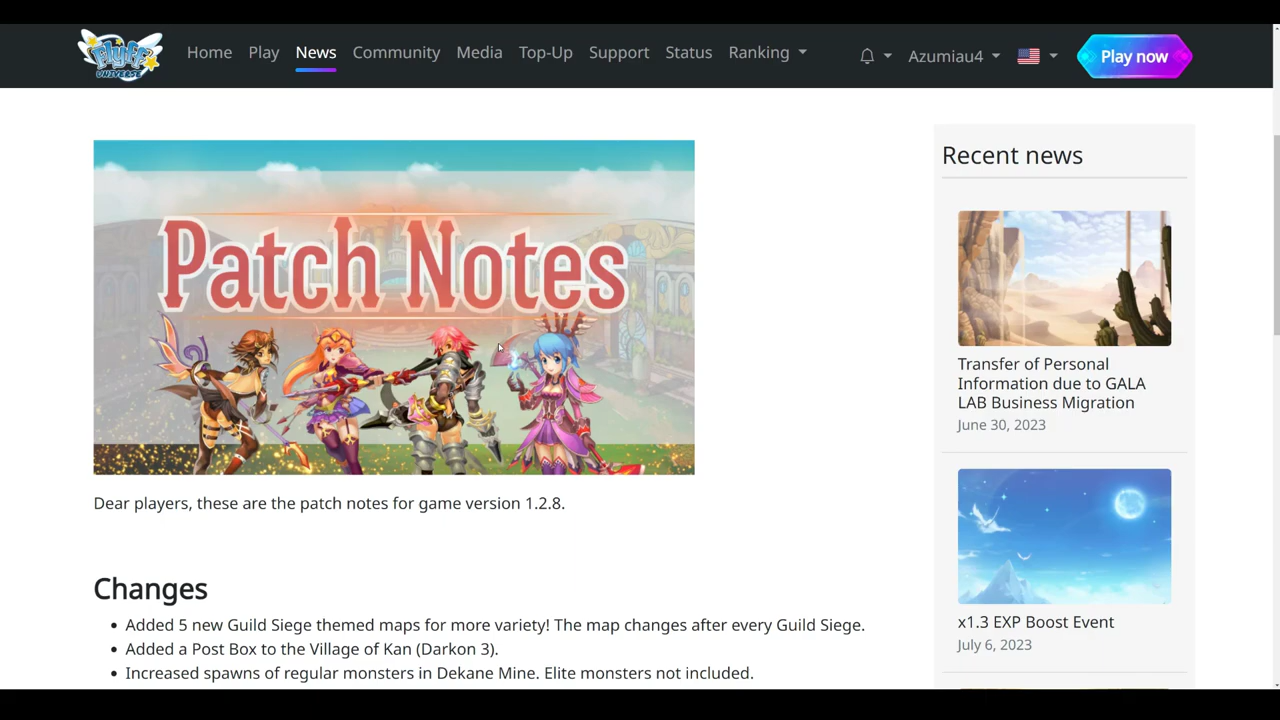 Flyff
UNIVERSE
Home Play News Community Media Top-Up Support Status Ranking Azumiau4 Play now
Patch Notes
Dear players, these are the patch notes for game version 1.2.8.
Changes
Added 5 new Guild Siege themed maps for more variety! The map changes after every Guild Siege.
Added a Post Box to the Village of Kan (Darkon 3).
Increased spawns of regular monsters in Dekane Mine. Elite monsters not included.
Recent news
Transfer of Personal
Information due to GALA
LAB Business Migration
June 30, 2023
x1.3 EXP Boost Event
July 6, 2023